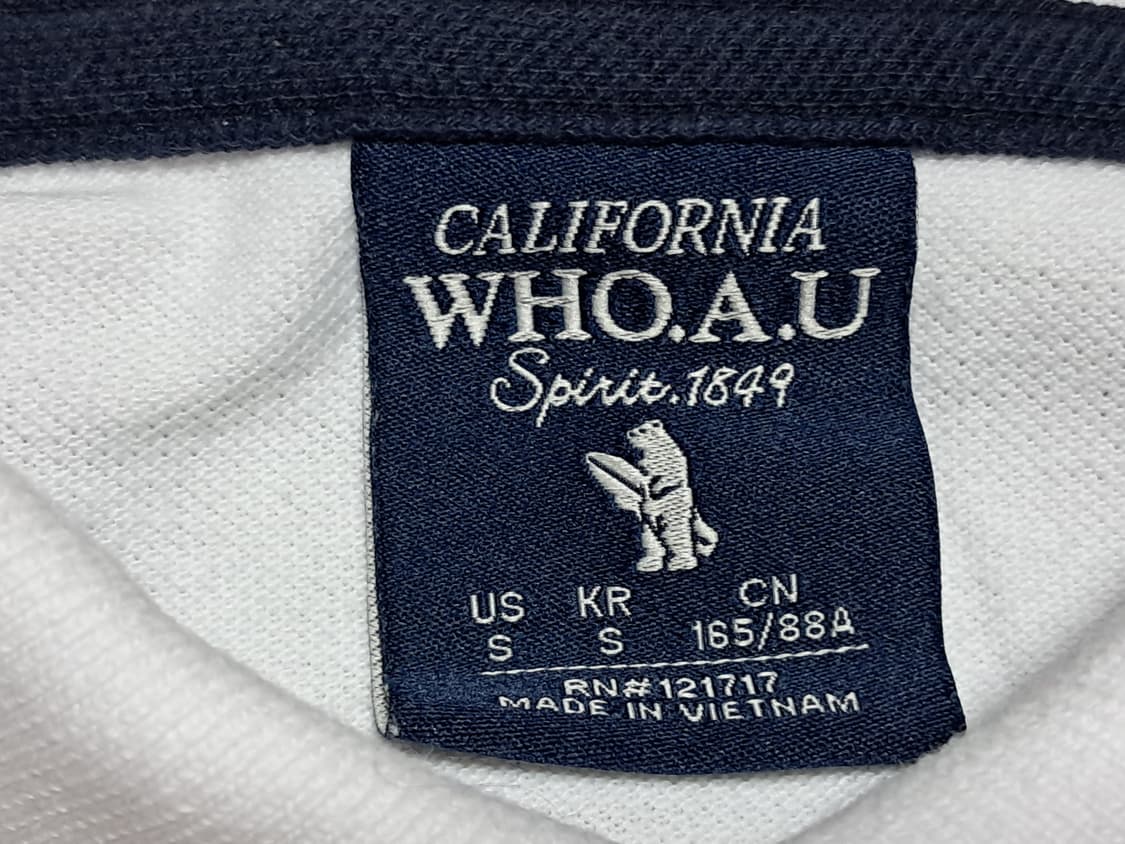 CALIFORNIA
WHO.A.U
Spirit.1849
US KR CN
S S 165/88A
RN#121717
MADE IN VIETNAM